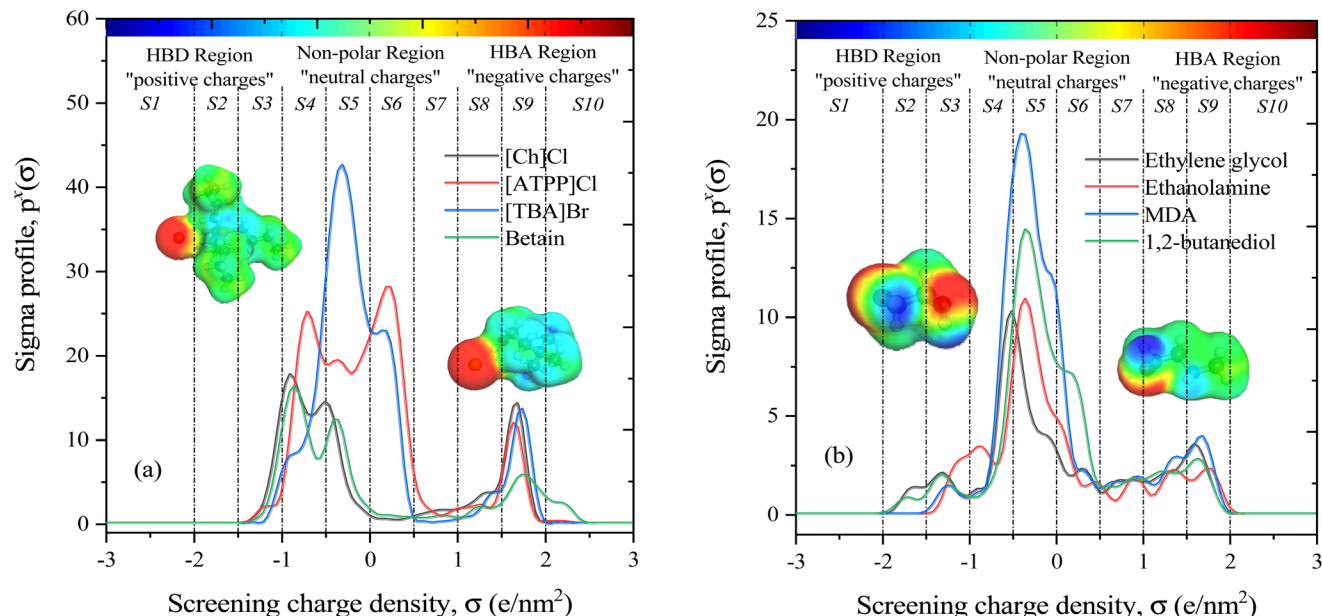 HBD Region
"positive charges"
Non-polar Region
"neutral charges"
HBA Region
"negative charges"
S1 S2 S3 S4 S5 S6 S7 S8 S9 S10
[Ch]Cl
[ATPP]Cl
[TBA]Br
Betain
(a)
60
50
40
30
20
10
0
-3 -2 -1 0 1 2 3
Sigma profile, pˣ(σ)
Screening charge density, σ (e/nm²)
HBD Region
"positive charges"
Non-polar Region
"neutral charges"
HBA Region
"negative charges"
S1 S2 S3 S4 S5 S6 S7 S8 S9 S10
Ethylene glycol
Ethanolamine
MDA
1,2-butanediol
(b)
25
20
15
10
5
0
-3 -2 -1 0 1 2 3
Sigma profile, pˣ(σ)
Screening charge density, σ (e/nm²)